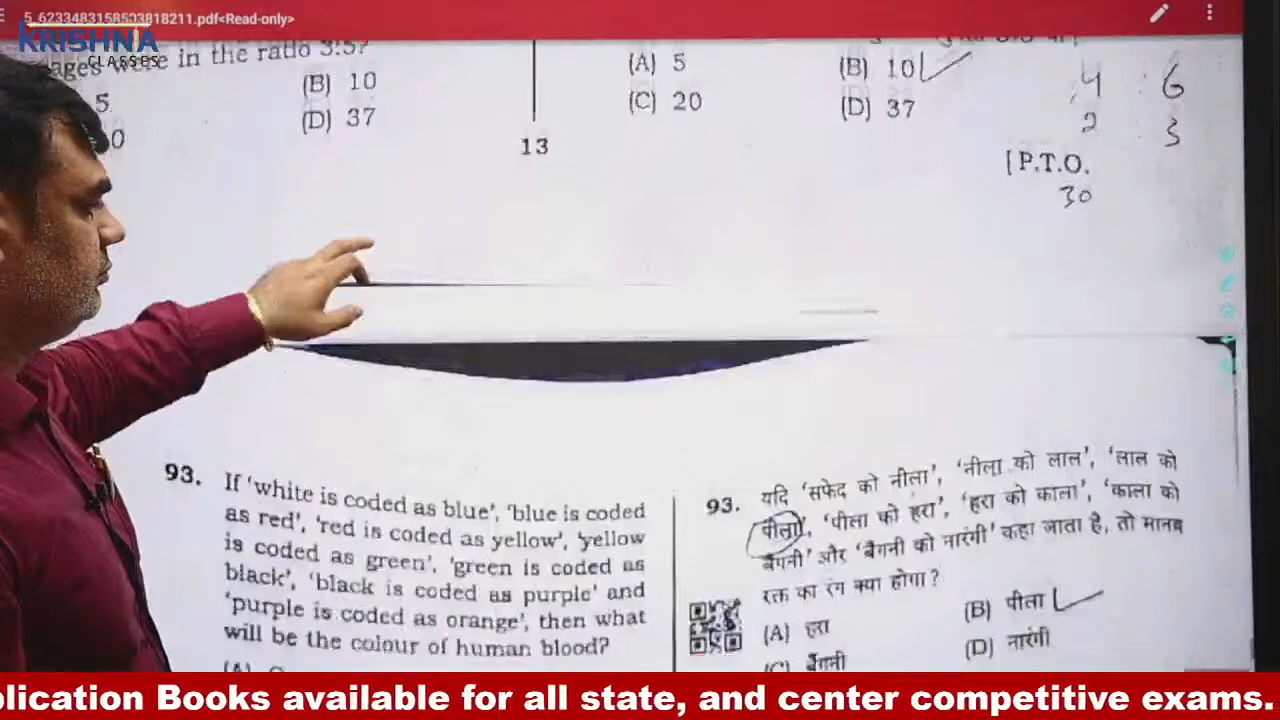 5_6233483158503818211.pdf<Read-only>
KRISHNA
CLASSES
ages were in the ratio 3:5?
5
(B) 10
0
(D) 37
(A) 5
(B) 10
(C) 20
(D) 37
4 : 6
2 3
13
[P.T.O.
30
93. If 'white is coded as blue', 'blue is coded
as red', 'red is coded as yellow', 'yellow
is coded as green', 'green is coded as
black', 'black is coded as purple' and
'purple is coded as orange', then what
will be the colour of human blood?
93. यदि 'सफेद को नीला', 'नीला को लाल', 'लाल को
पीला', 'पीला को हरा', 'हरा को काला', 'काला को
बैंगनी' और 'बैंगनी को नारंगी' कहा जाता है, तो मानव
रक्त का रंग क्या होगा?
(A) हरा
(B) पीला
(C) बैंगनी
(D) नारंगी
plication Books available for all state, and center competitive exams.